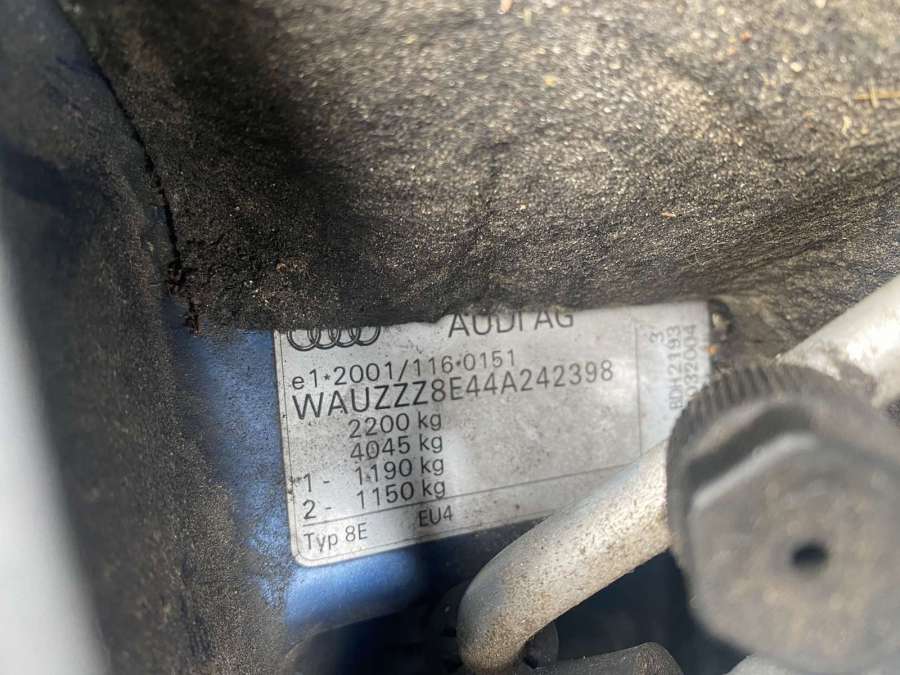 AUDI AG
e1*2001/116*0151
WAUZZZ8E44A242398
2200 kg
4045 kg
1- 1190 kg
2- 1150 kg
Typ 8E EU4
3